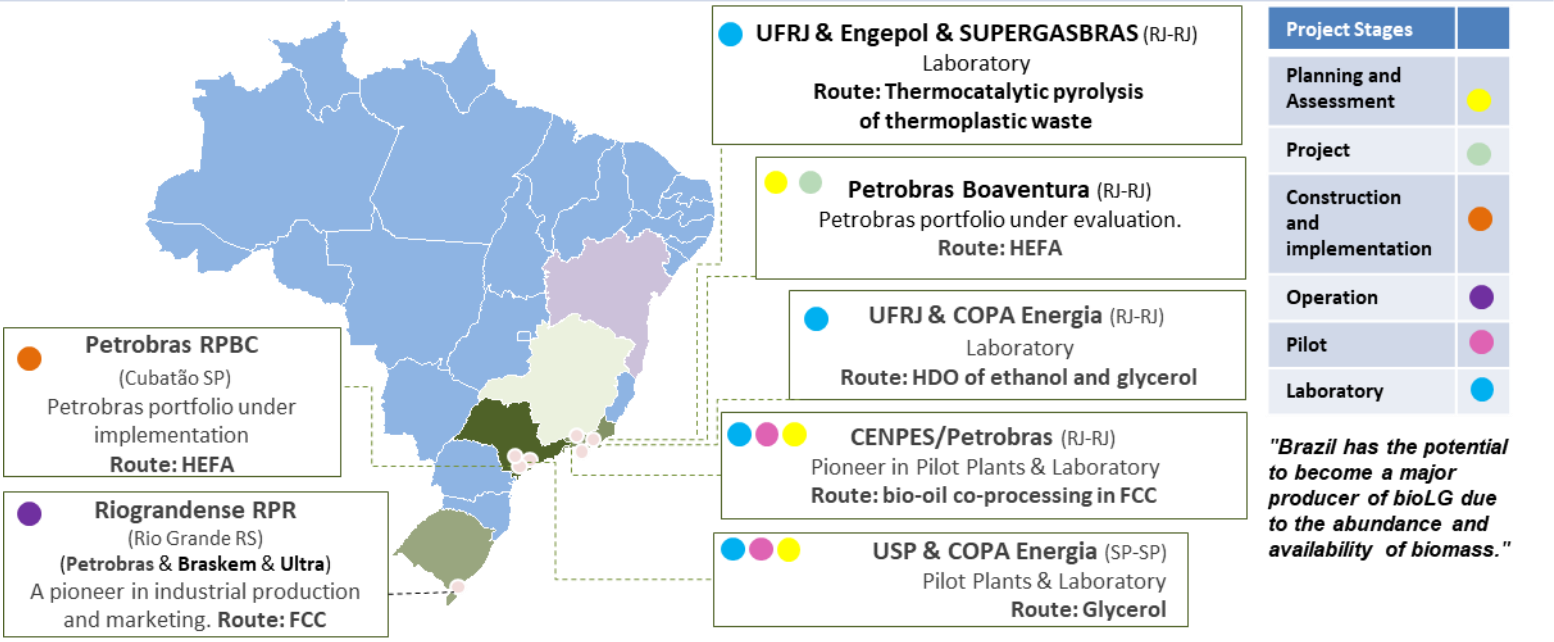 UFRJ & Engepol & SUPERGASBRAS (RJ-RJ)
Laboratory
Route: Thermocatalytic pyrolysis
of thermoplastic waste
Petrobras Boaventura (RJ-RJ)
Petrobras portfolio under evaluation.
Route: HEFA
UFRJ & COPA Energia (RJ-RJ)
Laboratory
Route: HDO of ethanol and glycerol
CENPES/Petrobras (RJ-RJ)
Pioneer in Pilot Plants & Laboratory
Route: bio-oil co-processing in FCC
USP & COPA Energia (SP-SP)
Pilot Plants & Laboratory
Route: Glycerol
Petrobras RPBC
(Cubatão SP)
Petrobras portfolio under
implementation
Route: HEFA
Riograndense RPR
(Rio Grande RS)
(Petrobras & Braskem & Ultra)
A pioneer in industrial production
and marketing. Route: FCC
Project Stages
Planning and
Assessment
Project
Construction
and
implementation
Operation
Pilot
Laboratory
"Brazil has the potential
to become a major
producer of bioLG due
to the abundance and
availability of biomass."